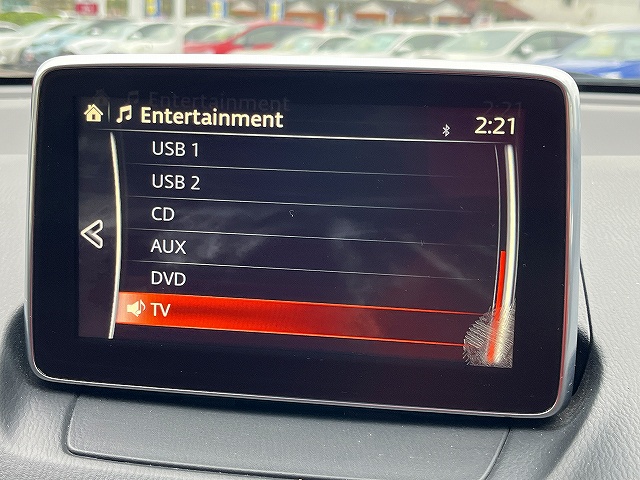 Entertainment
2:21
USB 1
USB 2
CD
AUX
DVD
TV